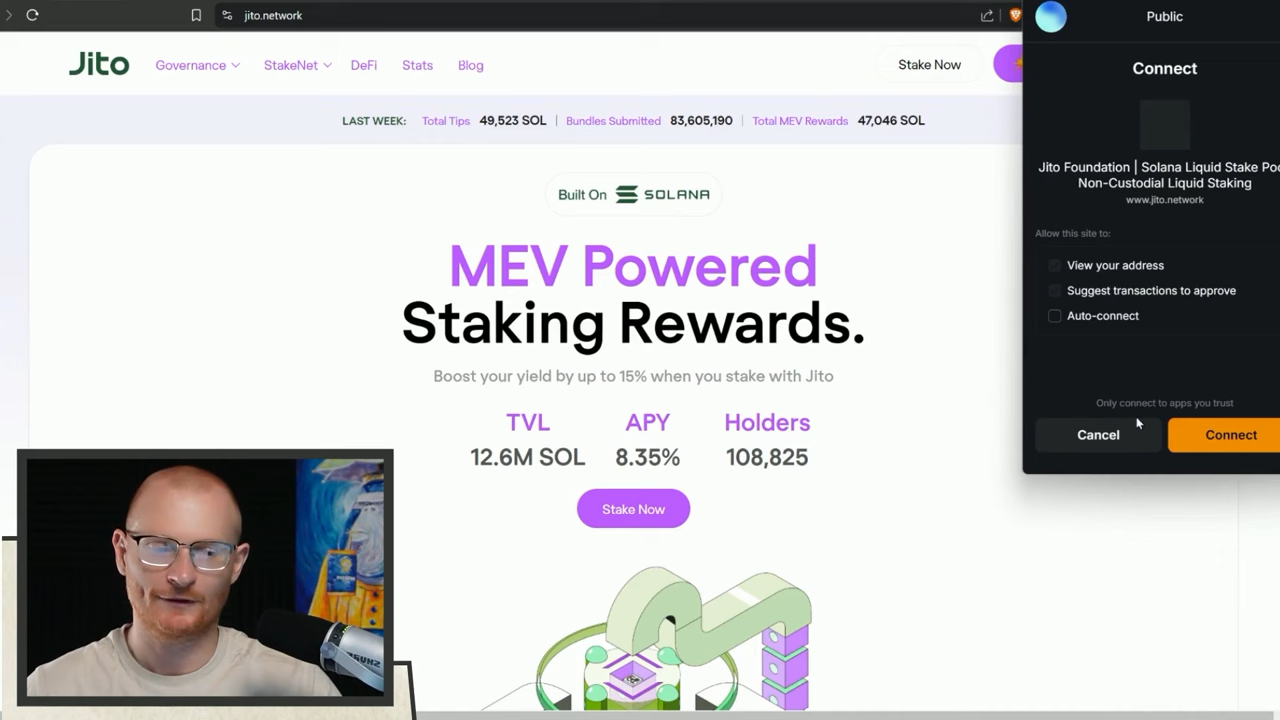 jito.network
Jito
Governance
StakeNet
DeFi
Stats
Blog
Stake Now
LAST WEEK: Total Tips 49,523 SOL | Bundles Submitted 83,605,190 | Total MEV Rewards 47,046 SOL
Built On SOLANA
MEV Powered
Staking Rewards.
Boost your yield by up to 15% when you stake with Jito
TVL APY Holders
12.6M SOL 8.35% 108,825
Stake Now
Public
Connect
Jito Foundation | Solana Liquid Stake Poo
Non-Custodial Liquid Staking
www.jito.network
Allow this site to:
View your address
Suggest transactions to approve
Auto-connect
Only connect to apps you trust
Cancel
Connect